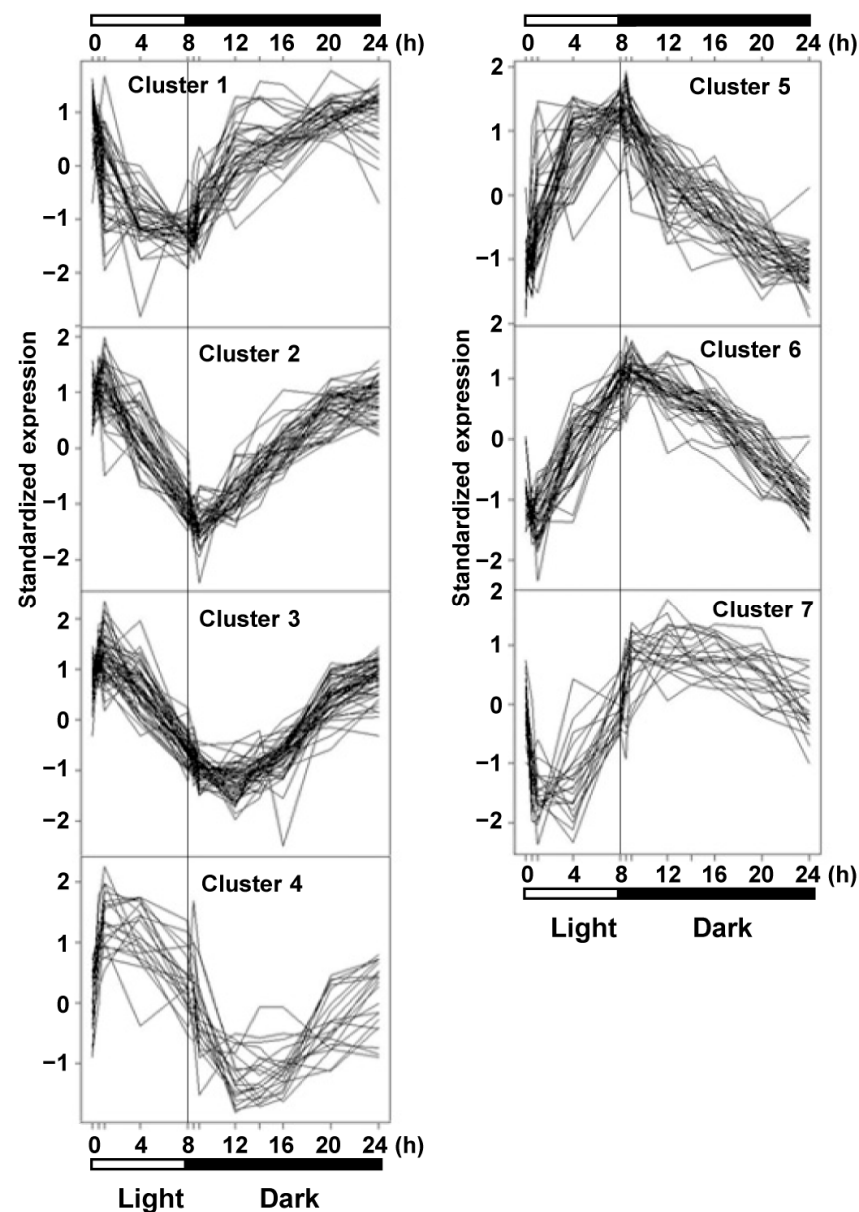 0 4 8 12 16 20 24 (h)
Cluster 1
1
0
−1
−2
Cluster 2
2
1
0
−1
−2
Cluster 3
2
1
0
−1
−2
Cluster 4
2
1
0
−1
0 4 8 12 16 20 24 (h)
Light Dark
Standardized expression
0 4 8 12 16 20 24 (h)
Cluster 5
2
1
0
−1
2
Cluster 6
1
0
−1
−2
2
Cluster 7
1
0
−1
−2
0 4 8 12 16 20 24 (h)
Light Dark
Standardized expression